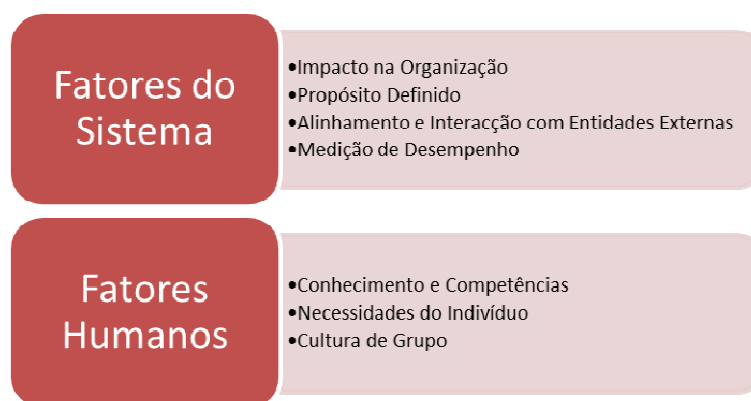 Fatores do
Sistema
•Impacto na Organização
•Propósito Definido
•Alinhamento e Interacção com Entidades Externas
•Medição de Desempenho
Fatores
Humanos
•Conhecimento e Competências
•Necessidades do Indivíduo
•Cultura de Grupo